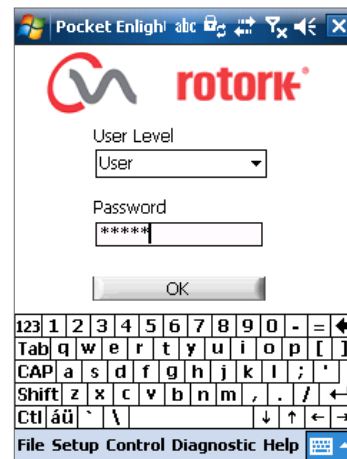 Pocket Enligh abc
rotork
User Level
User
Password
*****
OK
123 1 2 3 4 5 6 7 8 9 0 - =
Tab q w e r t y u i o p [ ]
CAP a s d f g h j k l ; '
Shift z x c v b n m , . /
Ctl áü ` \ ↓ ↑ ← →
File Setup Control Diagnostic Help